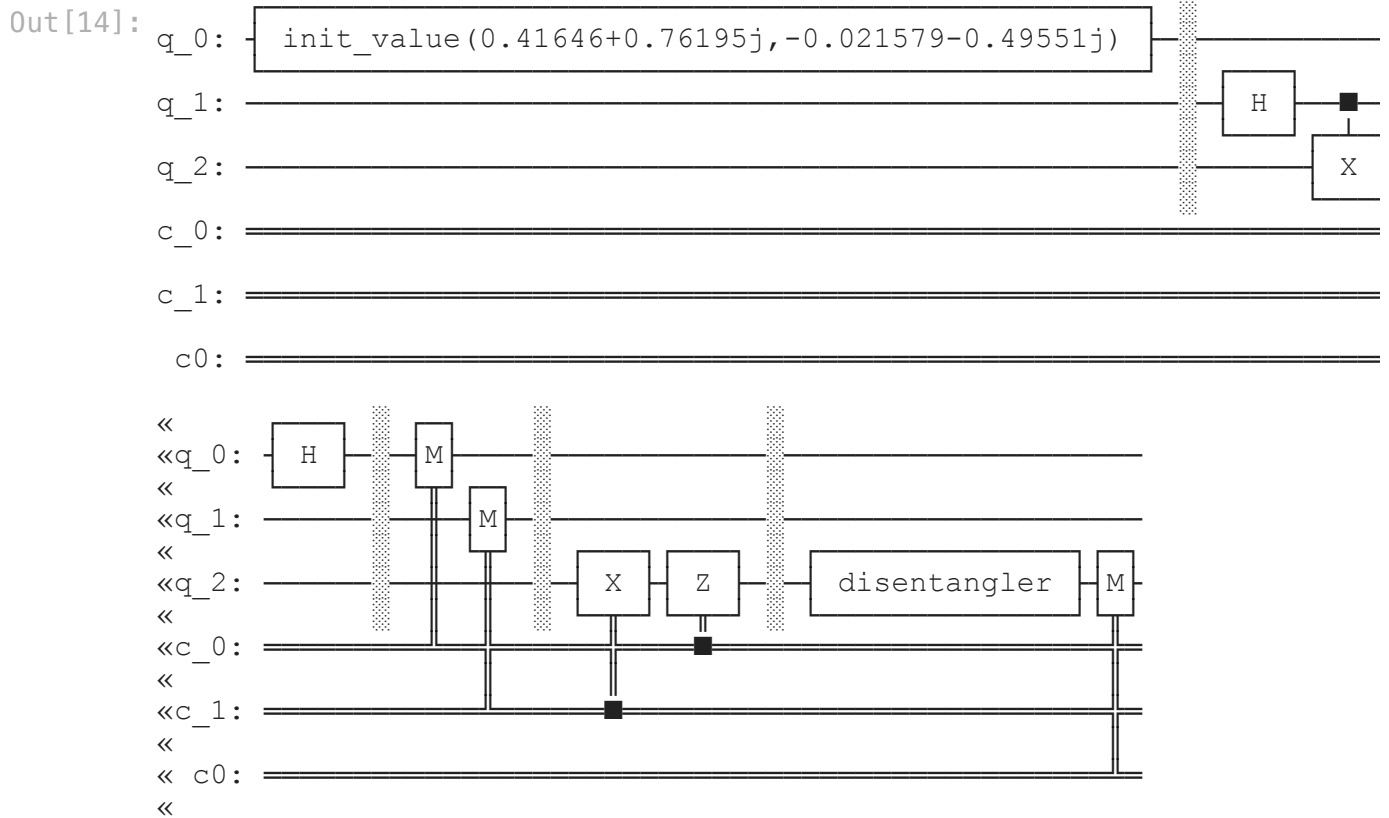 Out[14]:
q_0: init_value(0.41646+0.76195j,-0.021579-0.49551j)
q_1: H
q_2: X
c_0:
c_1:
c0:
«
«q_0: H M
«
«q_1: M
«
«q_2: X Z disentangler M
«
«c_0:
«
«c_1:
«
« c0:
«